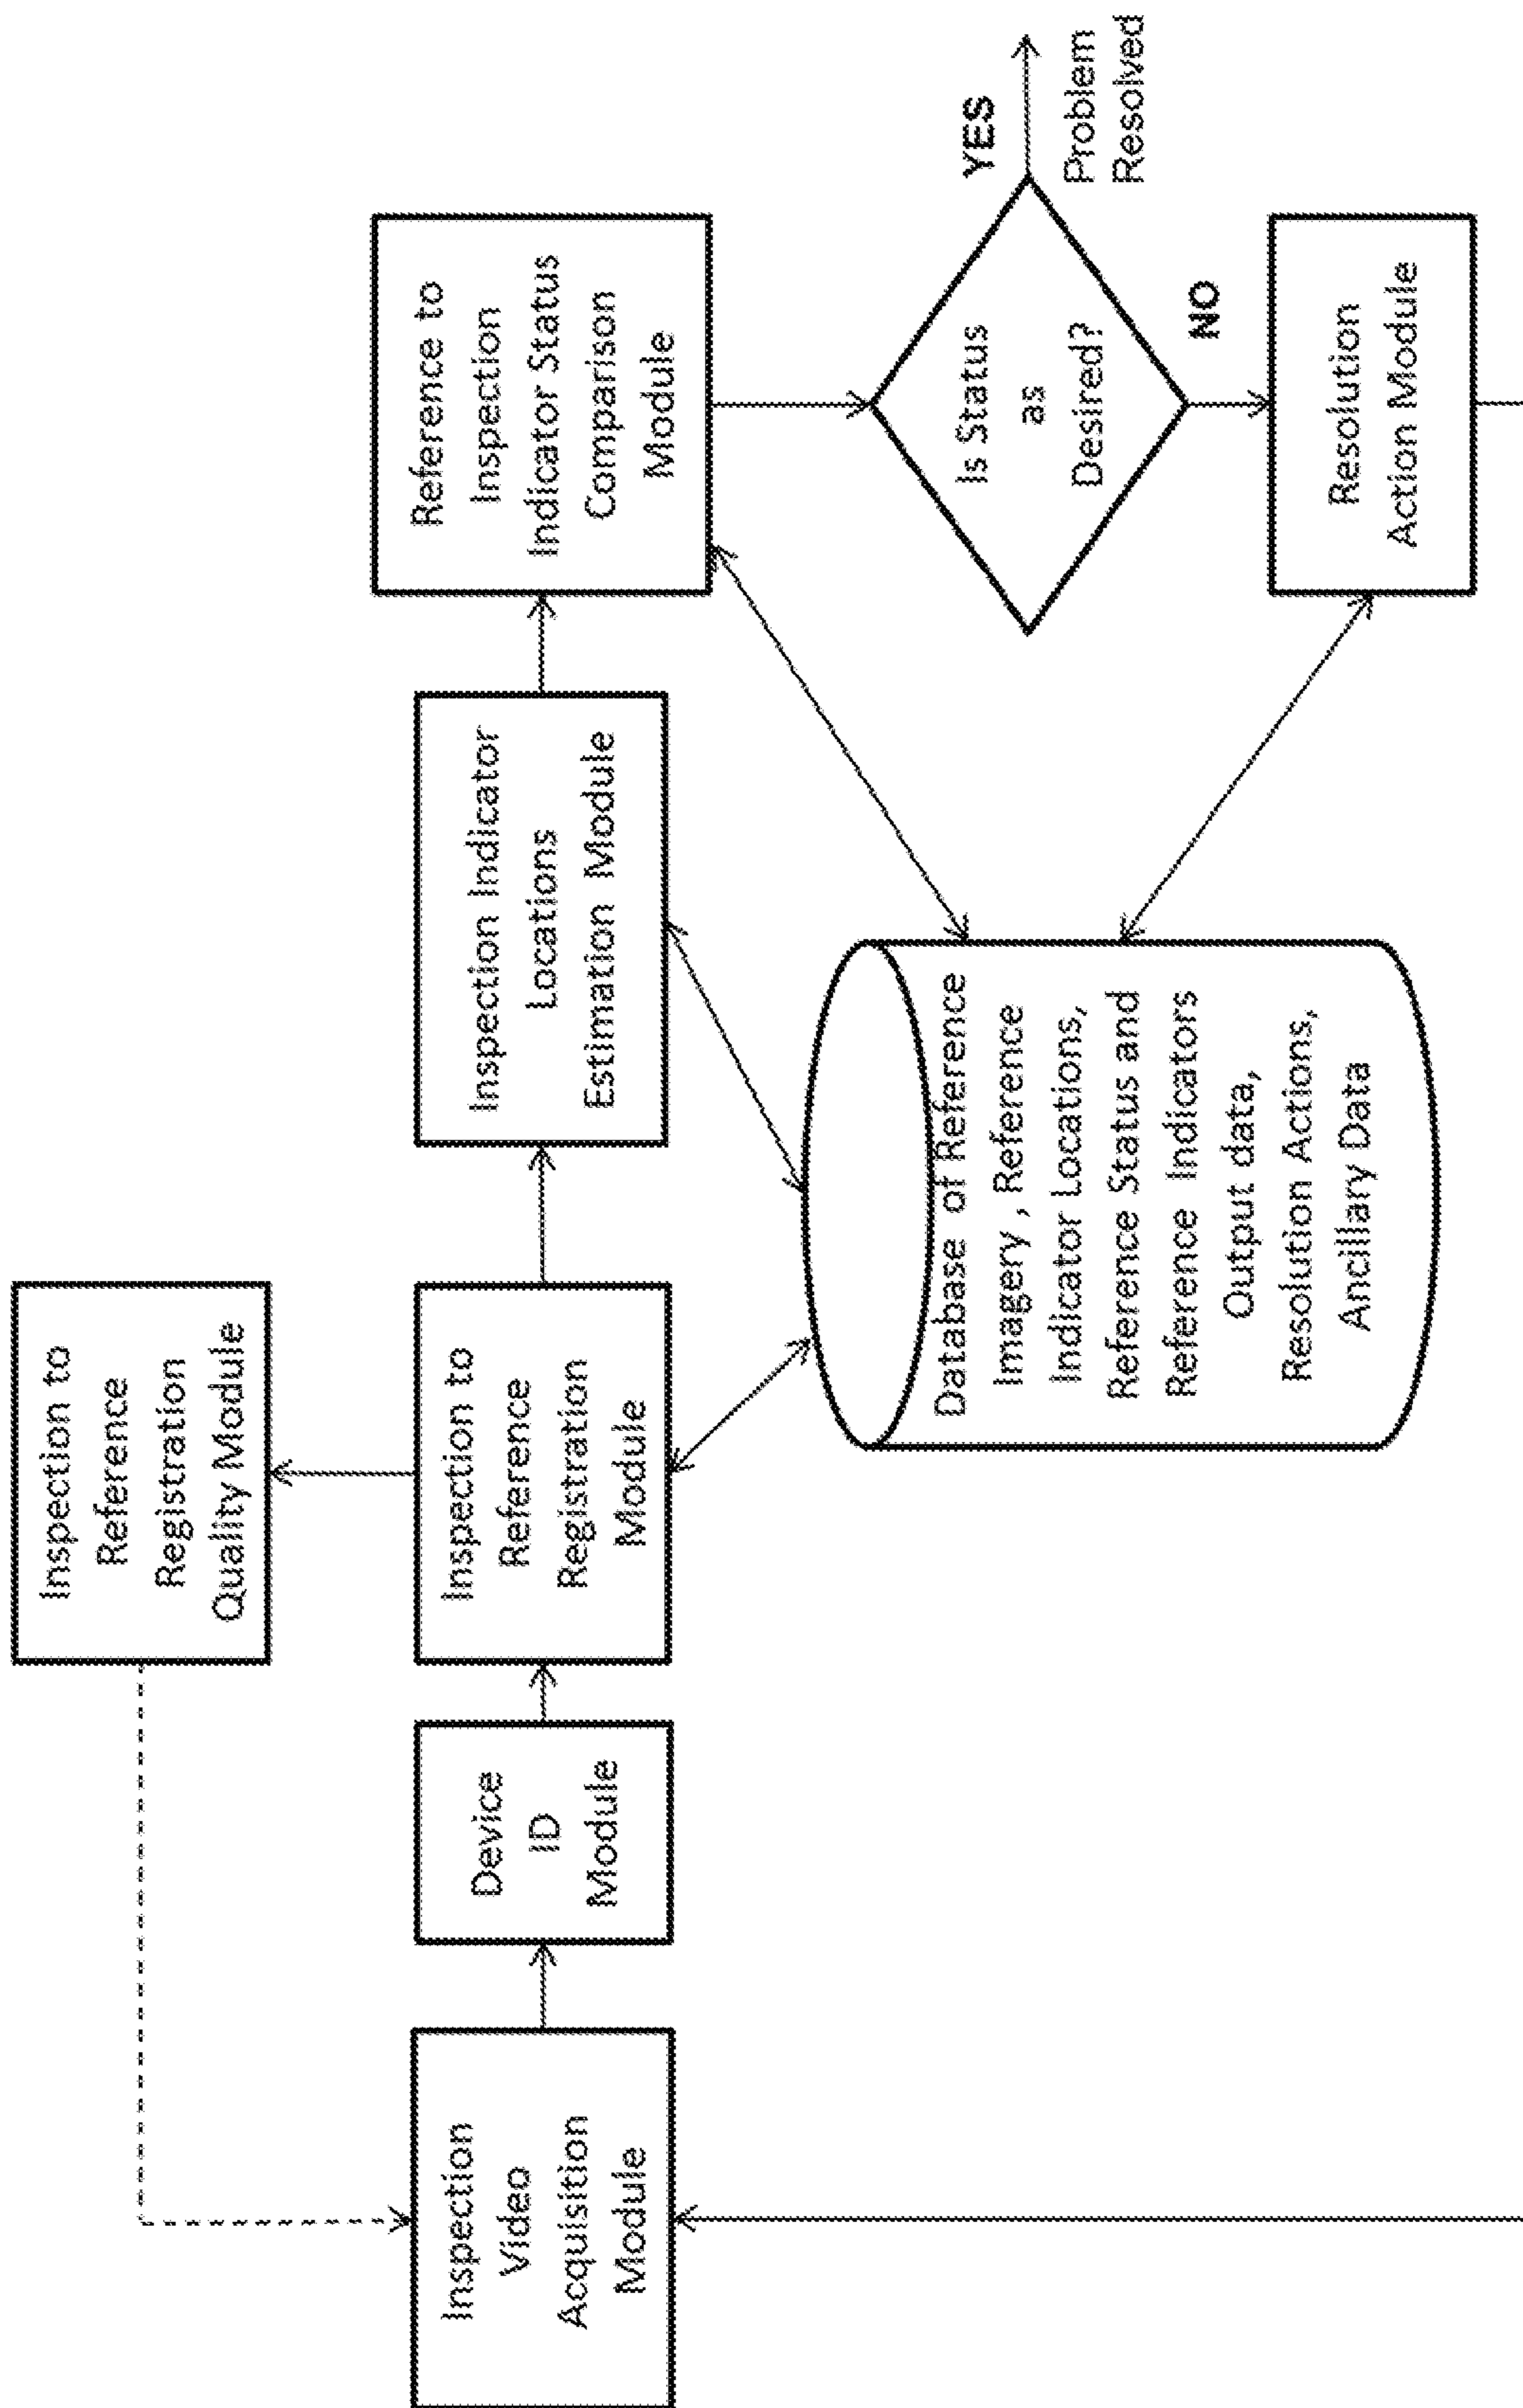 Inspection to
Reference
Registration
Quality Module
Inspection
Video
Acquisition
Module
Device
ID
Module
Inspection to
Reference
Registration
Module
Inspection Indicator
Locations
Estimation Module
Reference to
Inspection
Indicator Status
Comparison
Module
Database of Reference
Imagery , Reference
Indicator Locations,
Reference Status and
Reference Indicators
Output data,
Resolution Actions,
Ancillary Data
Is Status
as
Desired?
YES
Problem
Resolved
NO
Resolution
Action Module